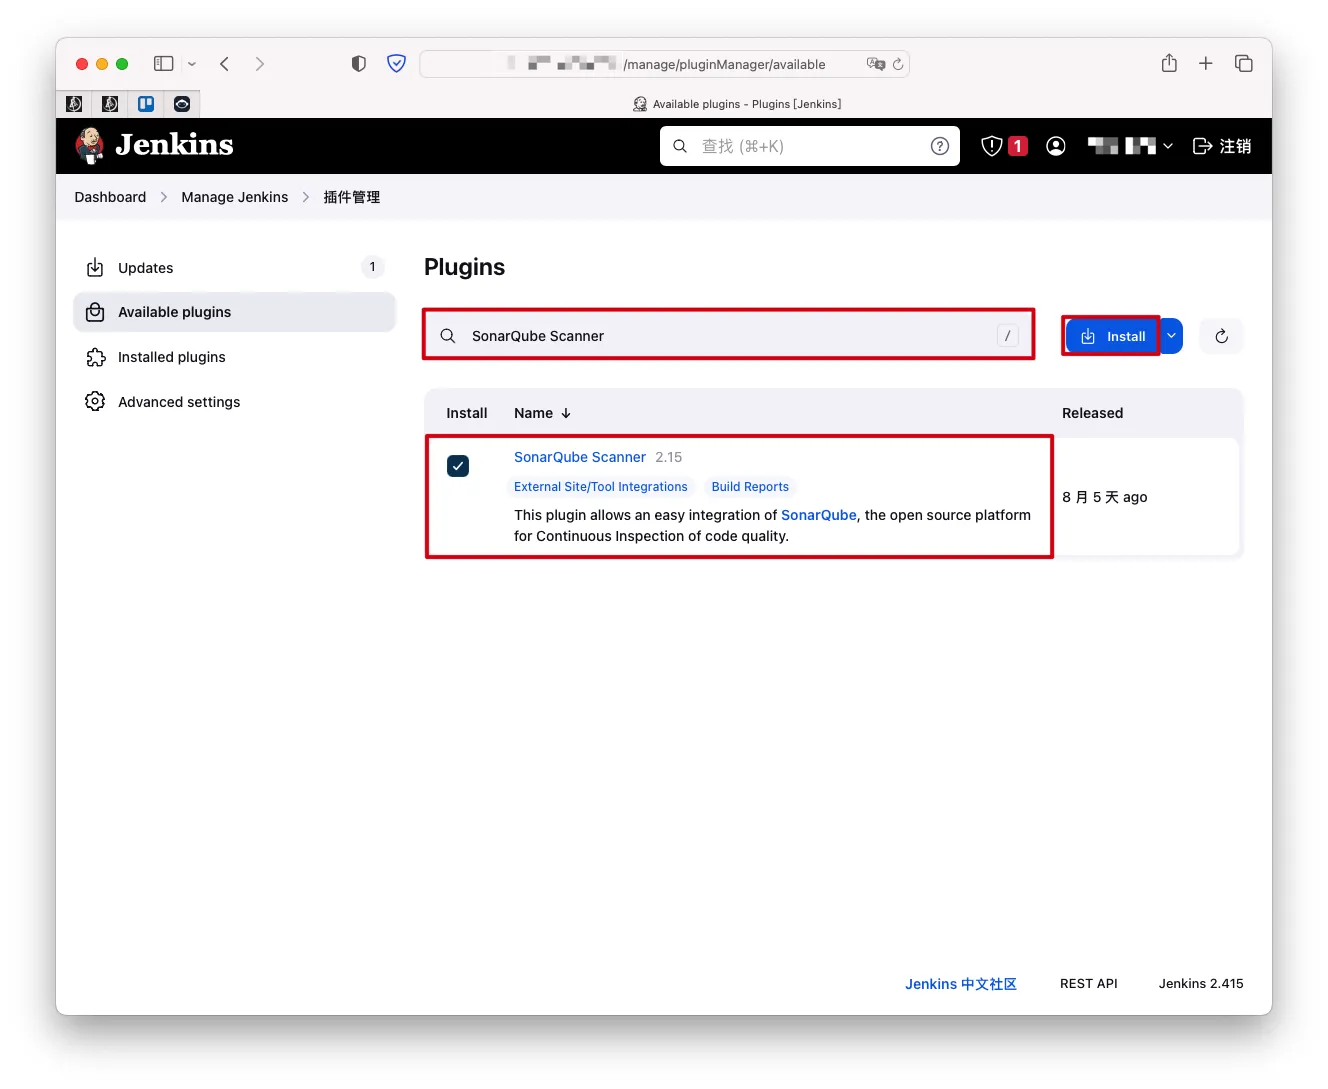 /manage/pluginManager/available
Available plugins - Plugins [Jenkins]
Jenkins
查找 (⌘+K)
1
注销
Dashboard
Manage Jenkins
插件管理
Updates
1
Available plugins
Installed plugins
Advanced settings
Plugins
SonarQube Scanner
/
Install
Install
Name ↓
Released
SonarQube Scanner 2.15
External Site/Tool Integrations
Build Reports
This plugin allows an easy integration of SonarQube, the open source platform
for Continuous Inspection of code quality.
8 月 5 天 ago
Jenkins 中文社区
REST API
Jenkins 2.415